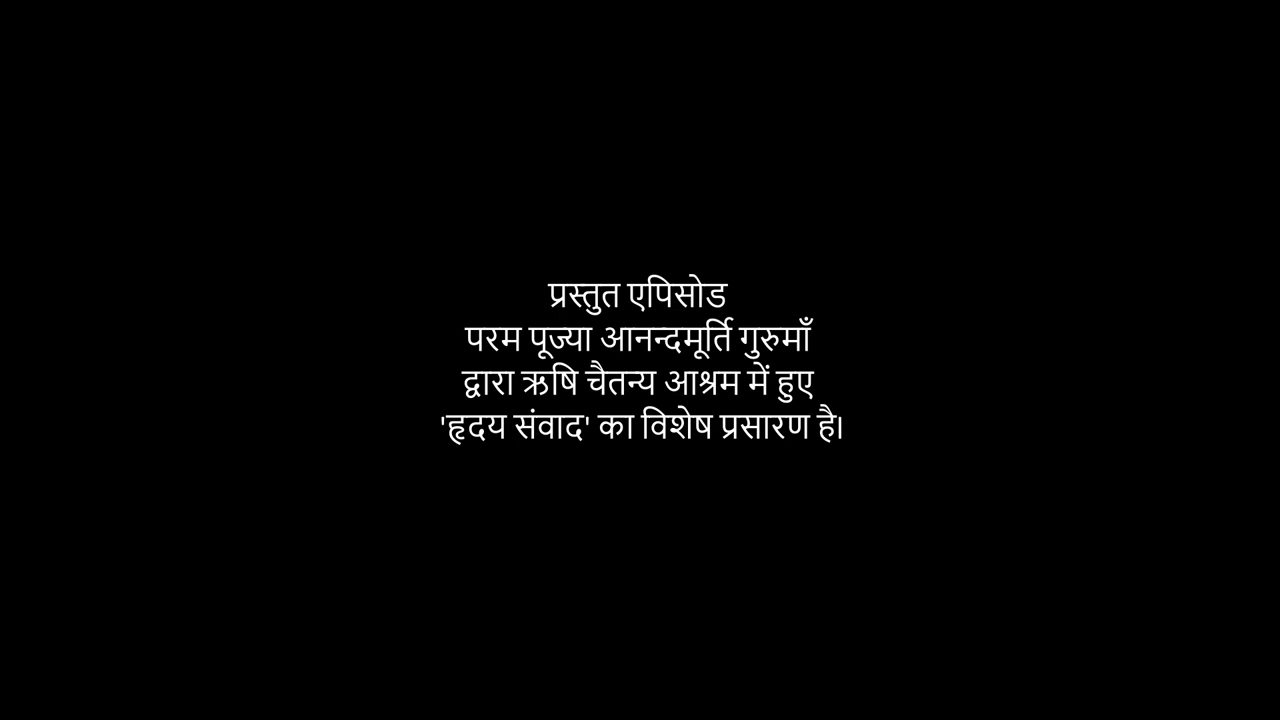 प्रस्तुत एपिसोड
परम पूज्या आनन्दमूर्ति गुरुमाँ
द्वारा ऋषि चैतन्य आश्रम में हुए
'हृदय संवाद' का विशेष प्रसारण है।